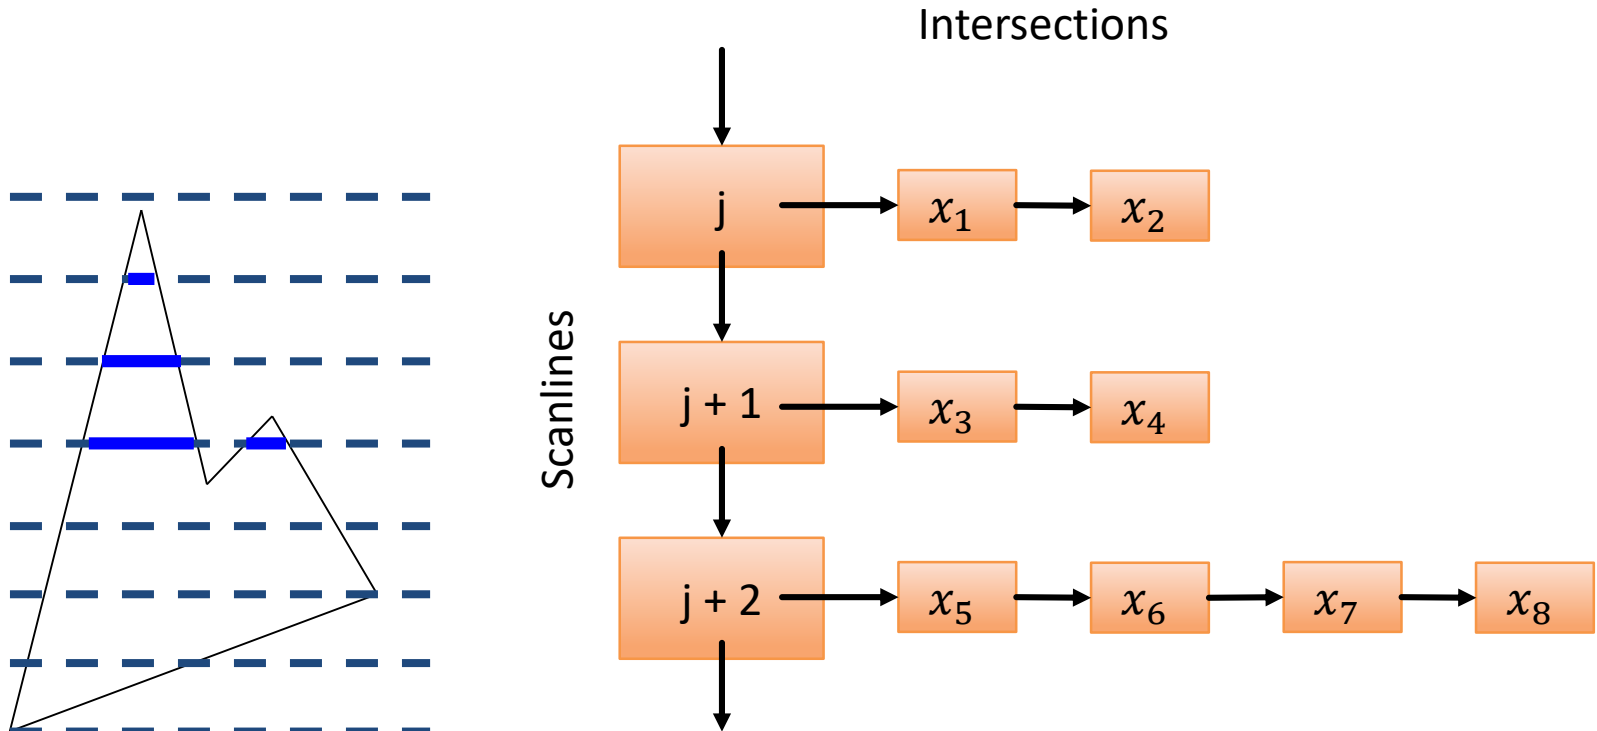 Intersections
Scanlines
j
x₁
x₂
j + 1
x₃
x₄
j + 2
x₅
x₆
x₇
x₈